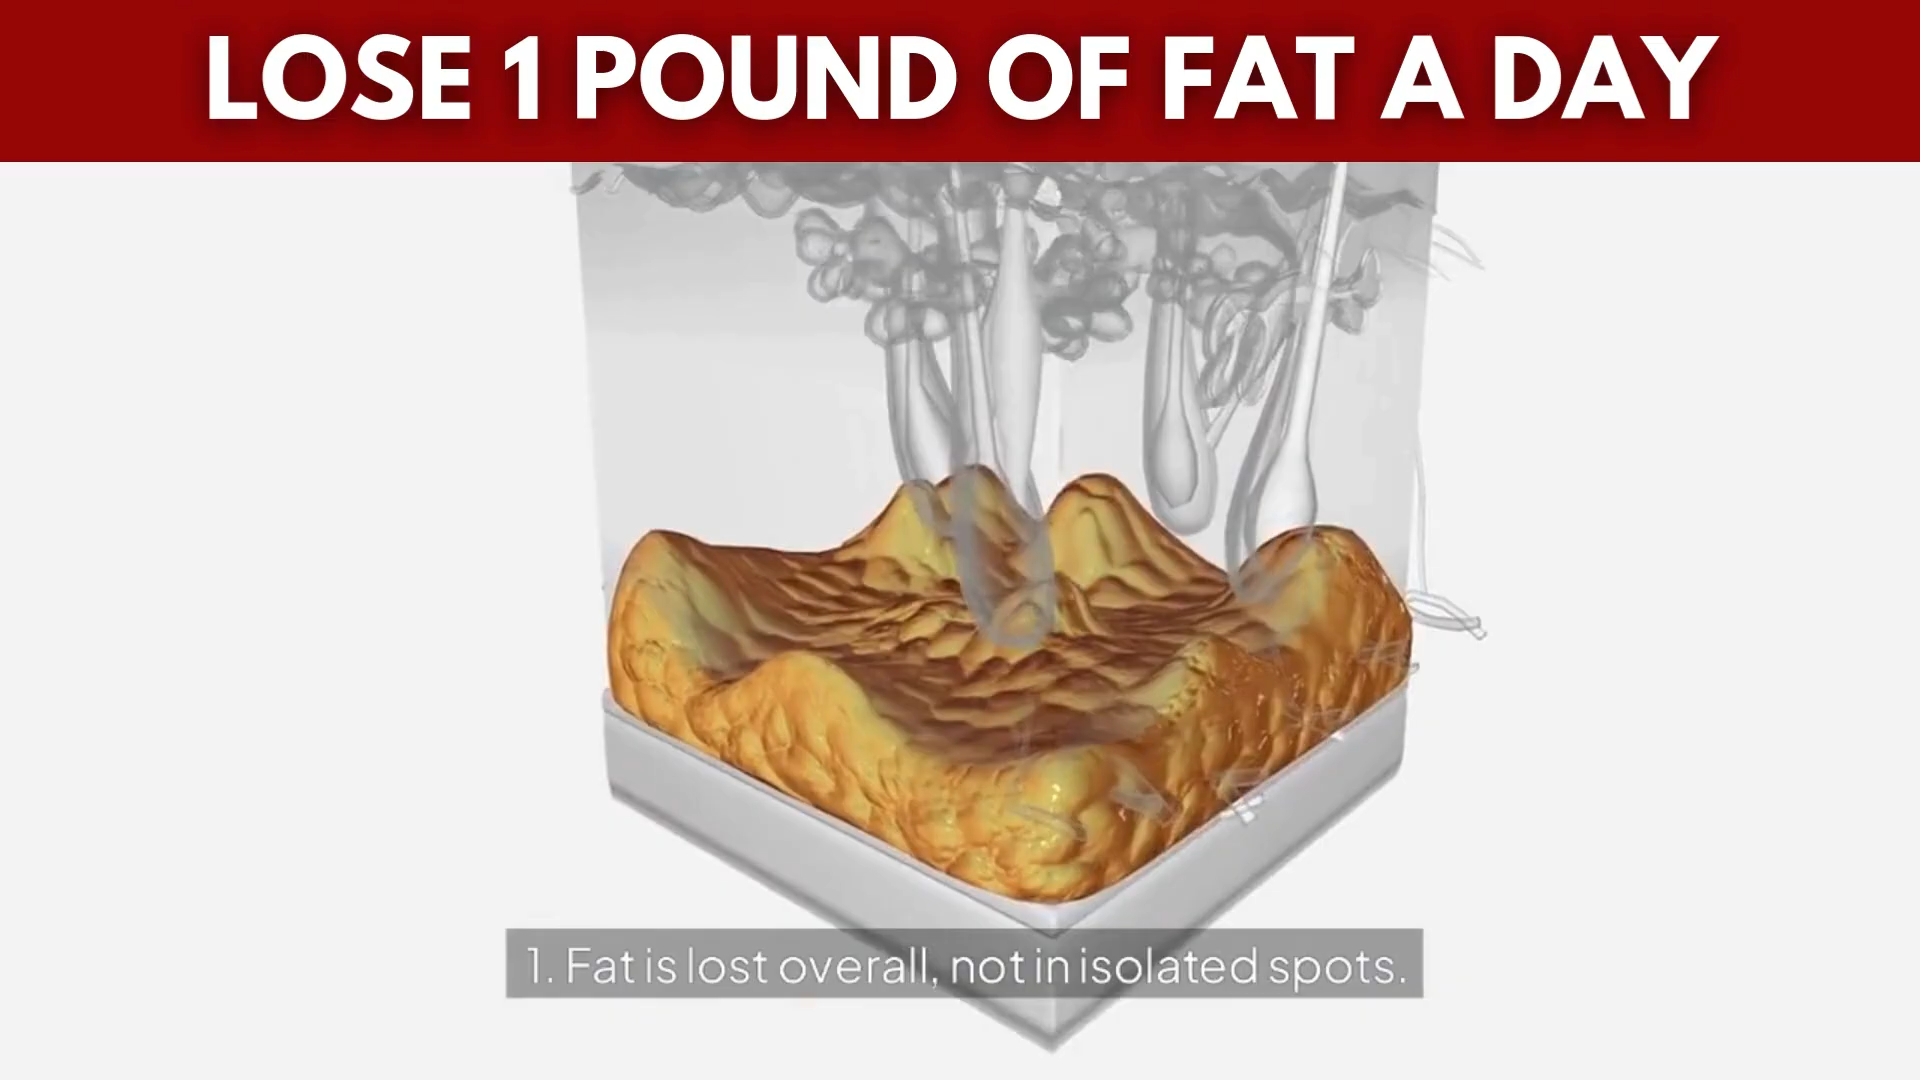 LOSE 1 POUND OF FAT A DAY
1. Fat is lost overall, not in isolated spots.